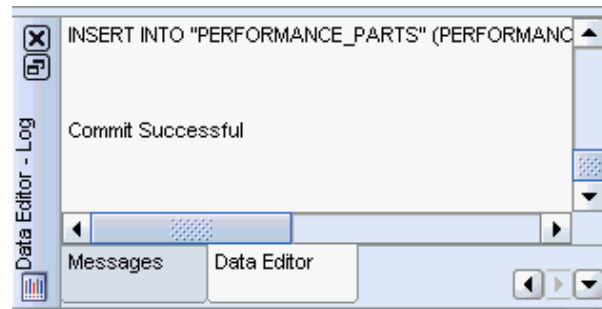 INSERT INTO "PERFORMANCE_PARTS" (PERFORMANC
Commit Successful
Data Editor - Log
Messages
Data Editor